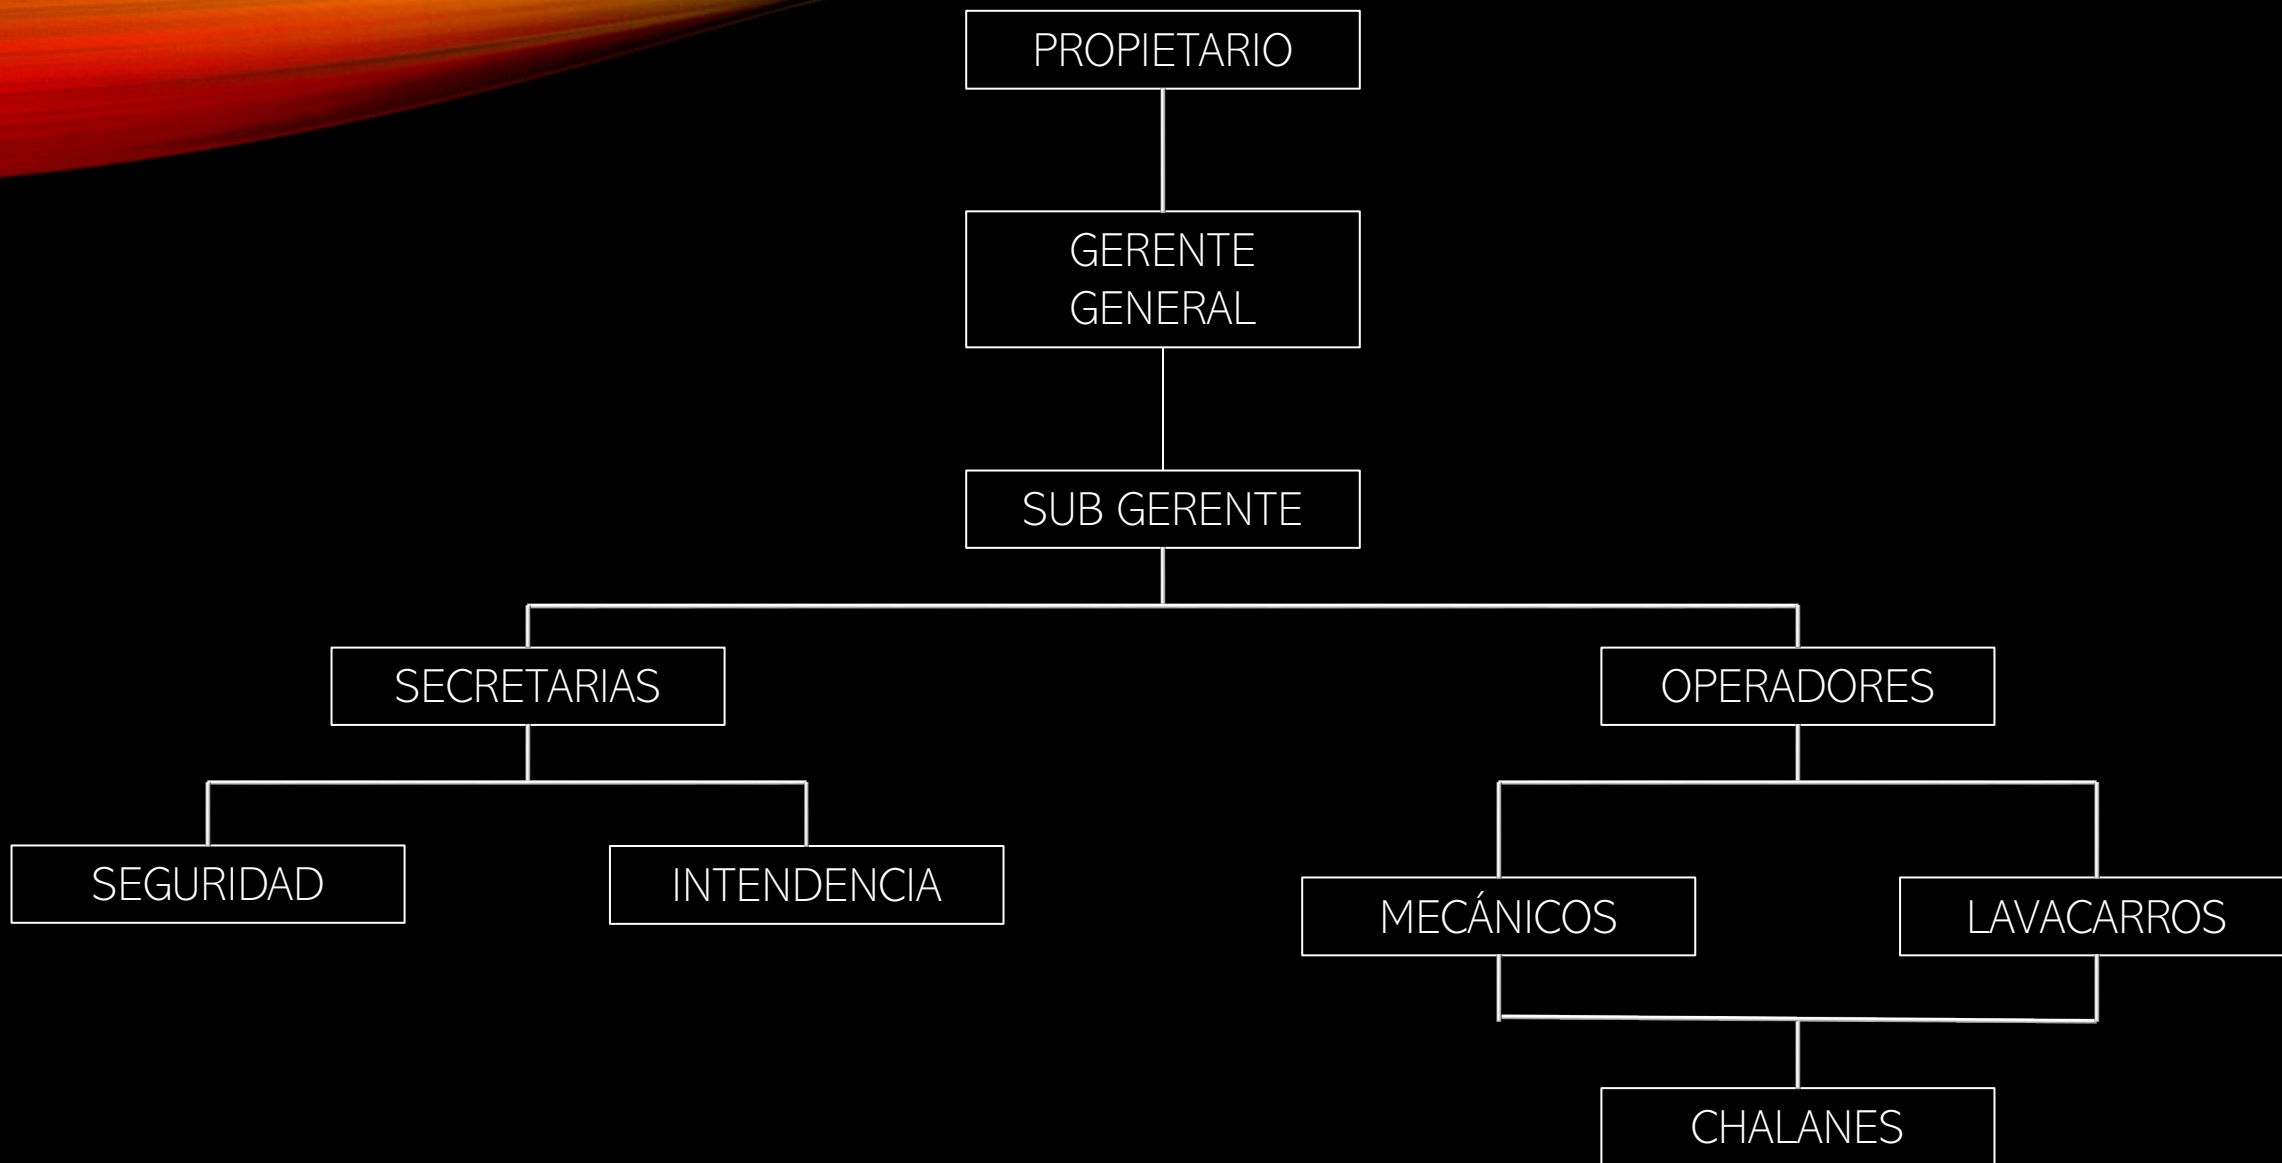 PROPIETARIO
GERENTE
GENERAL
SUB GERENTE
SECRETARIAS
OPERADORES
SEGURIDAD
INTENDENCIA
MECÁNICOS
LAVACARROS
CHALANES